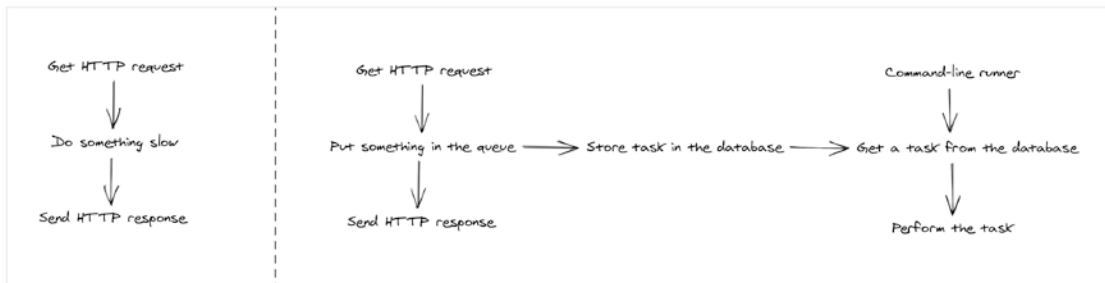 Get HTTP request
Do something slow
Send HTTP response
Get HTTP request
Put something in the queue
Send HTTP response
Store task in the database
Command-line runner
Get a task from the database
Perform the task